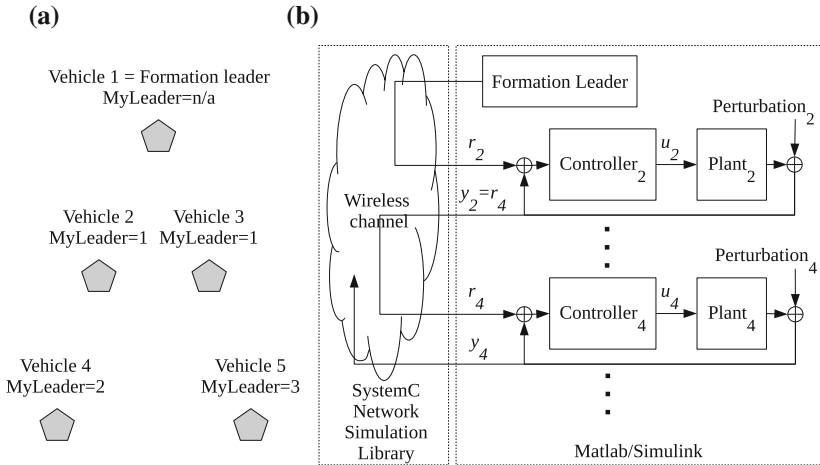 (a)
Vehicle 1 = Formation leader
MyLeader=n/a
Vehicle 2
MyLeader=1
Vehicle 3
MyLeader=1
Vehicle 4
MyLeader=2
Vehicle 5
MyLeader=3
(b)
Formation Leader
Perturbation2
r2
Controller2
u2
Plant2
Wireless
channel
y2=r4
Perturbation4
r4
Controller4
u4
Plant4
y4
SystemC
Network
Simulation
Library
Matlab/Simulink